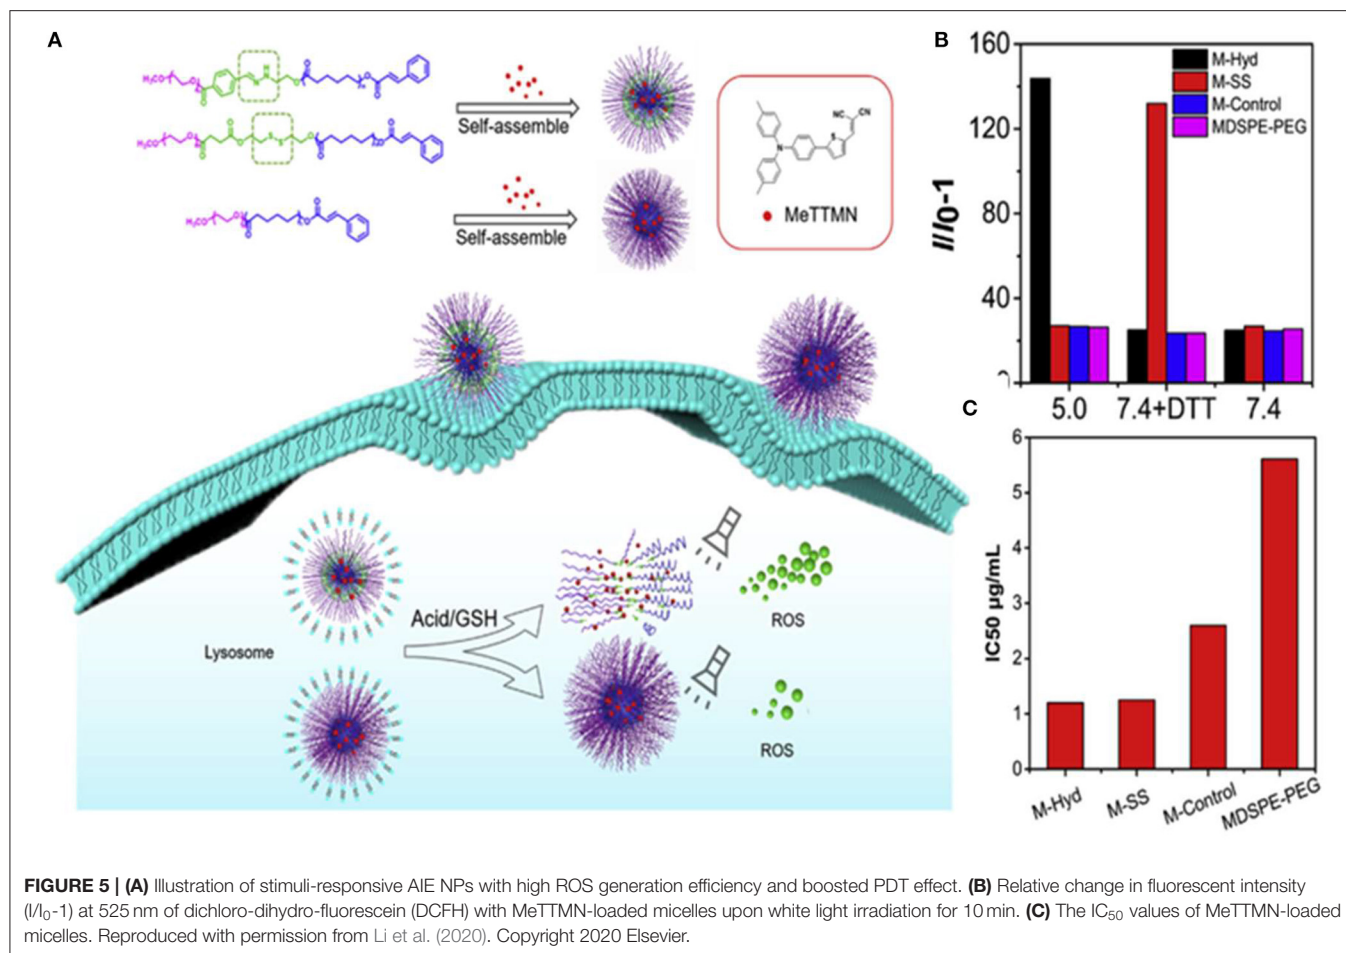 A
Self-assemble
Self-assemble
NC
CN
N
S
MeTTMN
Lysosome
Acid/GSH
ROS
ROS
B
160
120
80
40
I/I0-1
M-Hyd
M-SS
M-Control
MDSPE-PEG
5.0 7.4+DTT 7.4
C
6
5
4
3
2
1
0
IC50 µg/mL
M-Hyd
M-SS
M-Control
MDSPE-PEG
FIGURE 5 | (A) Illustration of stimuli-responsive AIE NPs with high ROS generation efficiency and boosted PDT effect. (B) Relative change in fluorescent intensity
(I/I0-1) at 525 nm of dichloro-dihydro-fluorescein (DCFH) with MeTTMN-loaded micelles upon white light irradiation for 10 min. (C) The IC50 values of MeTTMN-loaded
micelles. Reproduced with permission from Li et al. (2020). Copyright 2020 Elsevier.